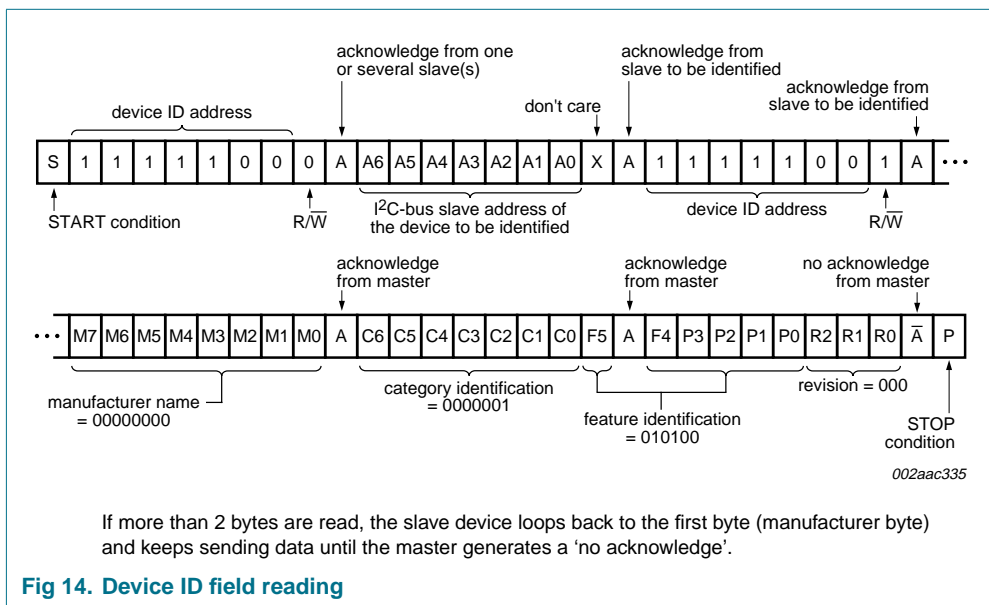 acknowledge from one
or several slave(s)
acknowledge from
slave to be identified
acknowledge from
slave to be identified
device ID address
don't care
S 1 1 1 1 1 0 0 0 A A6 A5 A4 A3 A2 A1 A0 X A 1 1 1 1 1 0 0 1 A •••
START condition
R/W̅
I²C-bus slave address of
the device to be identified
device ID address
R/W̅
acknowledge
from master
acknowledge
from master
no acknowledge
from master
••• M7 M6 M5 M4 M3 M2 M1 M0 A C6 C5 C4 C3 C2 C1 C0 F5 A F4 P3 P2 P1 P0 R2 R1 R0 A̅ P
manufacturer name
= 00000000
category identification
= 0000001
feature identification
= 010100
revision = 000
STOP
condition
002aac335
If more than 2 bytes are read, the slave device loops back to the first byte (manufacturer byte)
and keeps sending data until the master generates a ‘no acknowledge’.
Fig 14. Device ID field reading